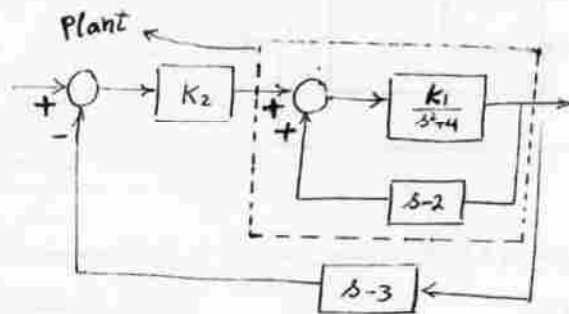 Plant
K₂
K₁
s²+4
s-2
s-3
+
-
+
+